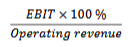 EBIT × 100 %
Operating revenue